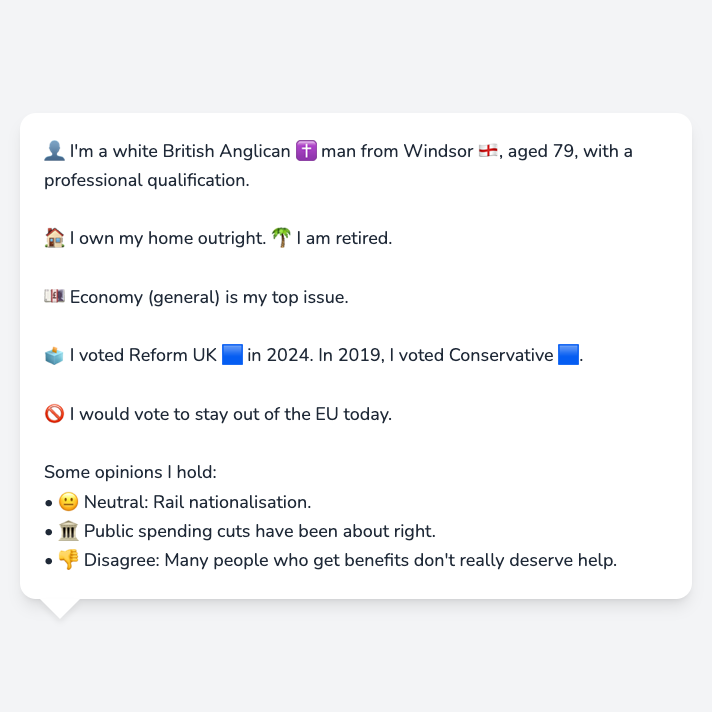 👤 I'm a white British Anglican ✝️ man from Windsor 🏴󠁧󠁢󠁥󠁮󠁧󠁿, aged 79, with a
professional qualification.
🏠 I own my home outright. 🌴 I am retired.
💷 Economy (general) is my top issue.
🗳️ I voted Reform UK 🟦 in 2024. In 2019, I voted Conservative 🟦.
🚫 I would vote to stay out of the EU today.
Some opinions I hold:
• 😐 Neutral: Rail nationalisation.
• 🏛️ Public spending cuts have been about right.
• 👎 Disagree: Many people who get benefits don't really deserve help.